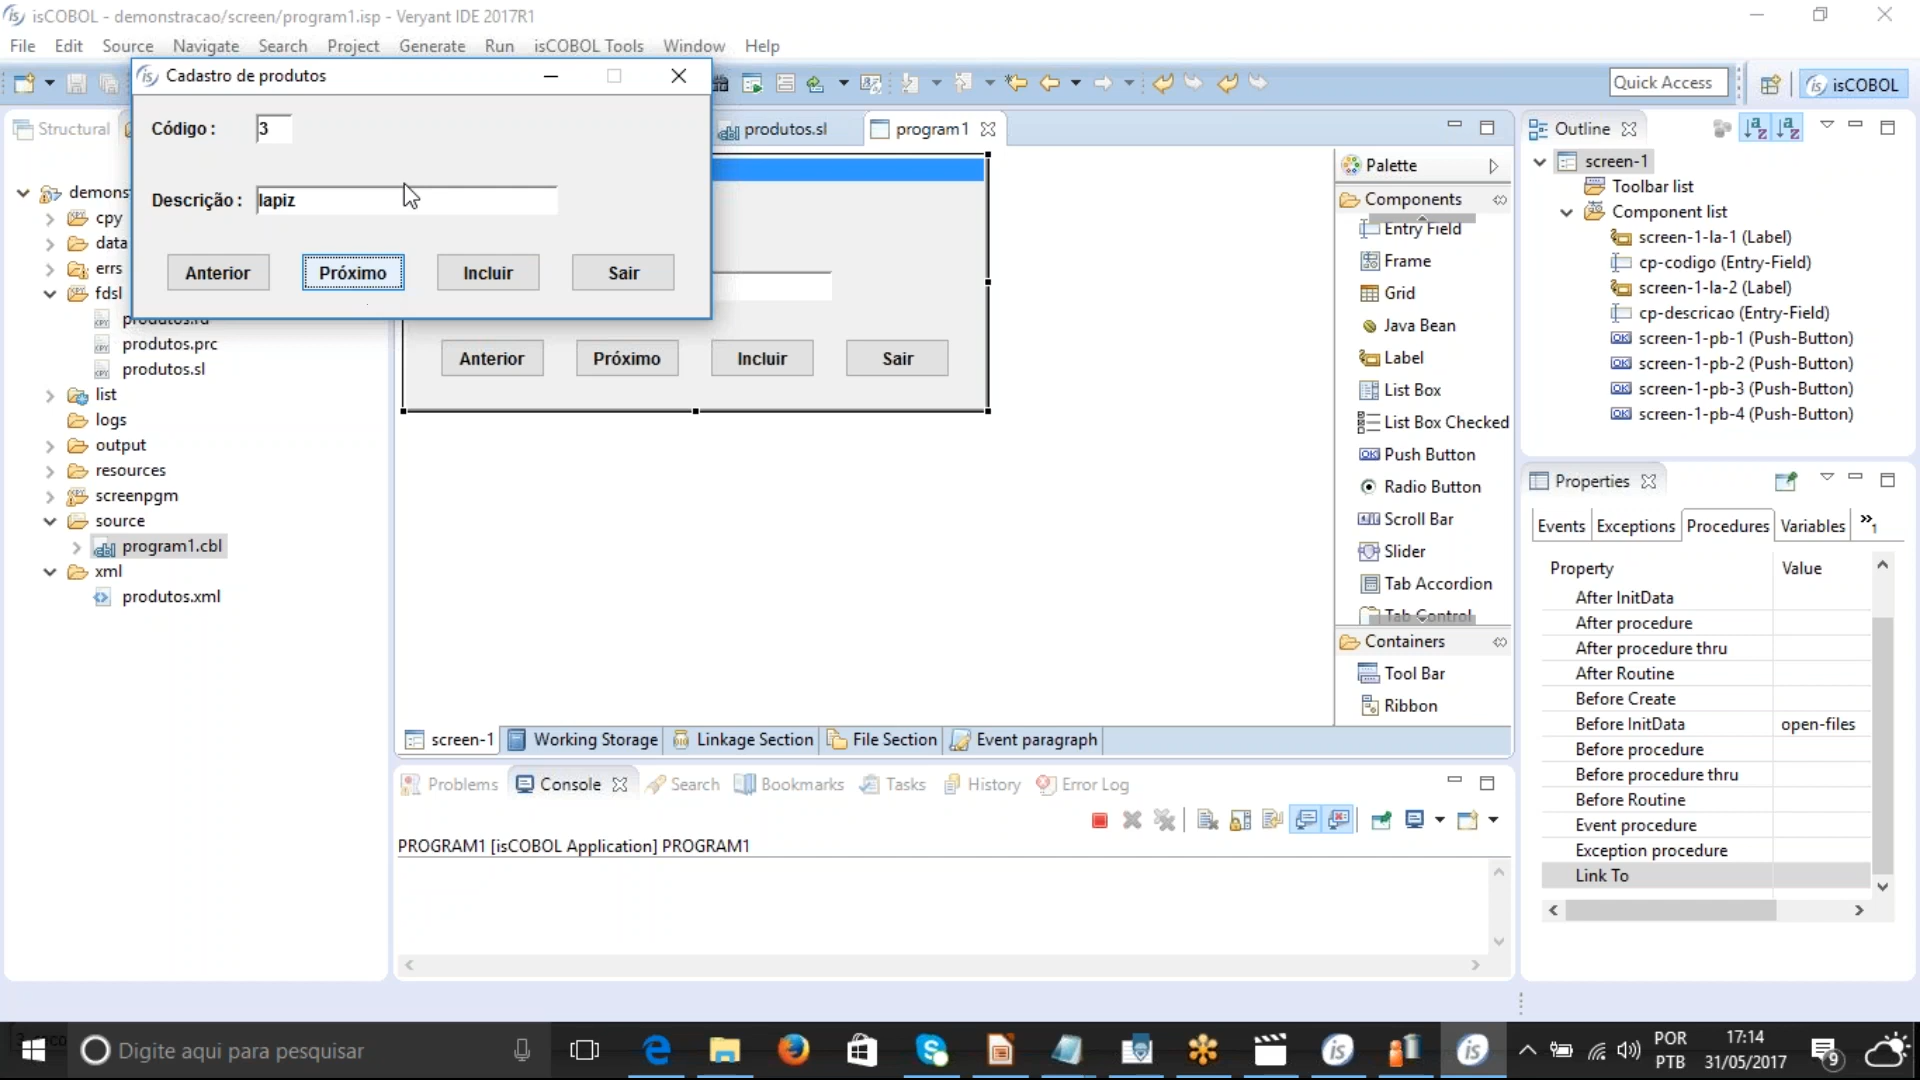 isCOBOL - demonstracao/screen/program1.isp - Veryant IDE 2017R1
File Edit Source Navigate Search Project Generate Run isCOBOL Tools Window Help
Quick Access
isCOBOL
Cadastro de produtos
Código :
3
Descrição :
lapiz
Anterior Próximo Incluir Sair
Structural
demons
cpy
data
errs
fdsl
produtos.prc
produtos.sl
list
logs
output
resources
screenpgm
source
program1.cbl
xml
produtos.xml
produtos.sl
program1
Anterior Próximo Incluir Sair
Palette
Components
Entry Field
Frame
Grid
Java Bean
Label
List Box
List Box Checked
Push Button
Radio Button
Scroll Bar
Slider
Tab Accordion
Tab Control
Containers
Tool Bar
Ribbon
screen-1 Working Storage Linkage Section File Section Event paragraph
Problems Console Search Bookmarks Tasks History Error Log
PROGRAM1 [isCOBOL Application] PROGRAM1
Outline
screen-1
Toolbar list
Component list
screen-1-la-1 (Label)
cp-codigo (Entry-Field)
screen-1-la-2 (Label)
cp-descricao (Entry-Field)
screen-1-pb-1 (Push-Button)
screen-1-pb-2 (Push-Button)
screen-1-pb-3 (Push-Button)
screen-1-pb-4 (Push-Button)
Properties
Events Exceptions Procedures Variables »1
Property Value
After InitData
After procedure
After procedure thru
After Routine
Before Create
Before InitData open-files
Before procedure
Before procedure thru
Before Routine
Event procedure
Exception procedure
Link To
Digite aqui para pesquisar
POR
PTB
17:14
31/05/2017
9